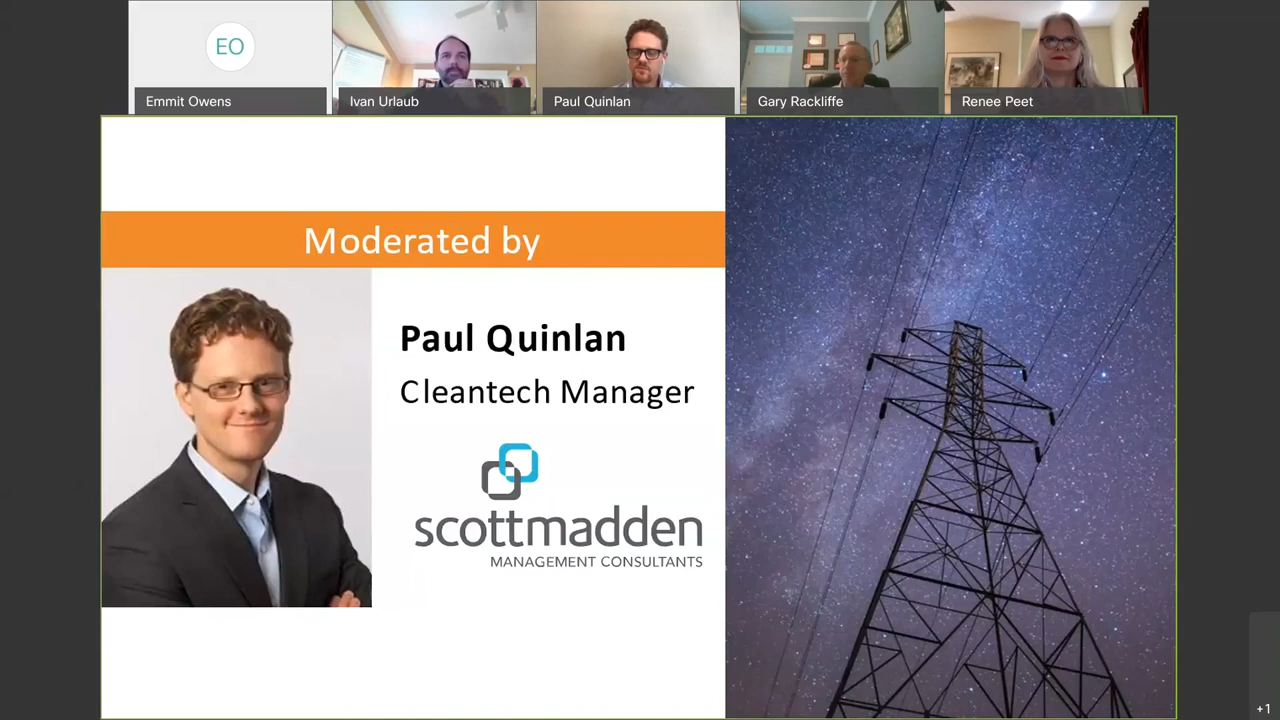 EO
Emmit Owens
Ivan Urlaub
Paul Quinlan
Gary Rackliffe
Renee Peet
Moderated by
Paul Quinlan
Cleantech Manager
scottmadden
MANAGEMENT CONSULTANTS
+1